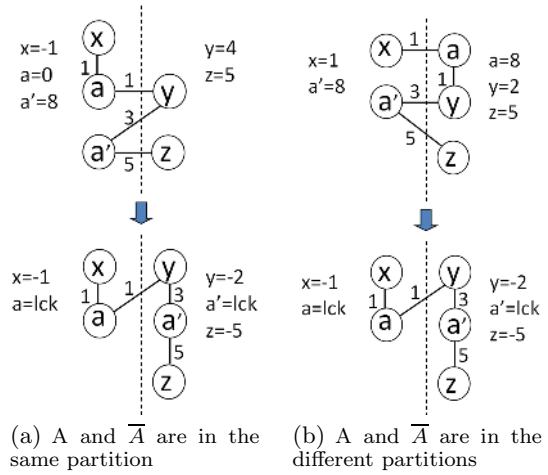 x=-1
a=0
a'=8
x
1
a
1
y
3
a'
5
z
y=4
z=5
x=1
a'=8
x
1
a
1
a'
3
y
5
z
a=8
y=2
z=5
x=-1
a=lck
x
1
a
1
y
3
a'
5
z
y=-2
a'=lck
z=-5
x=-1
a=lck
x
1
a
1
y
3
a'
5
z
y=-2
a'=lck
z=-5
(a) A and A̅ are in the
same partition
(b) A and A̅ are in the
different partitions